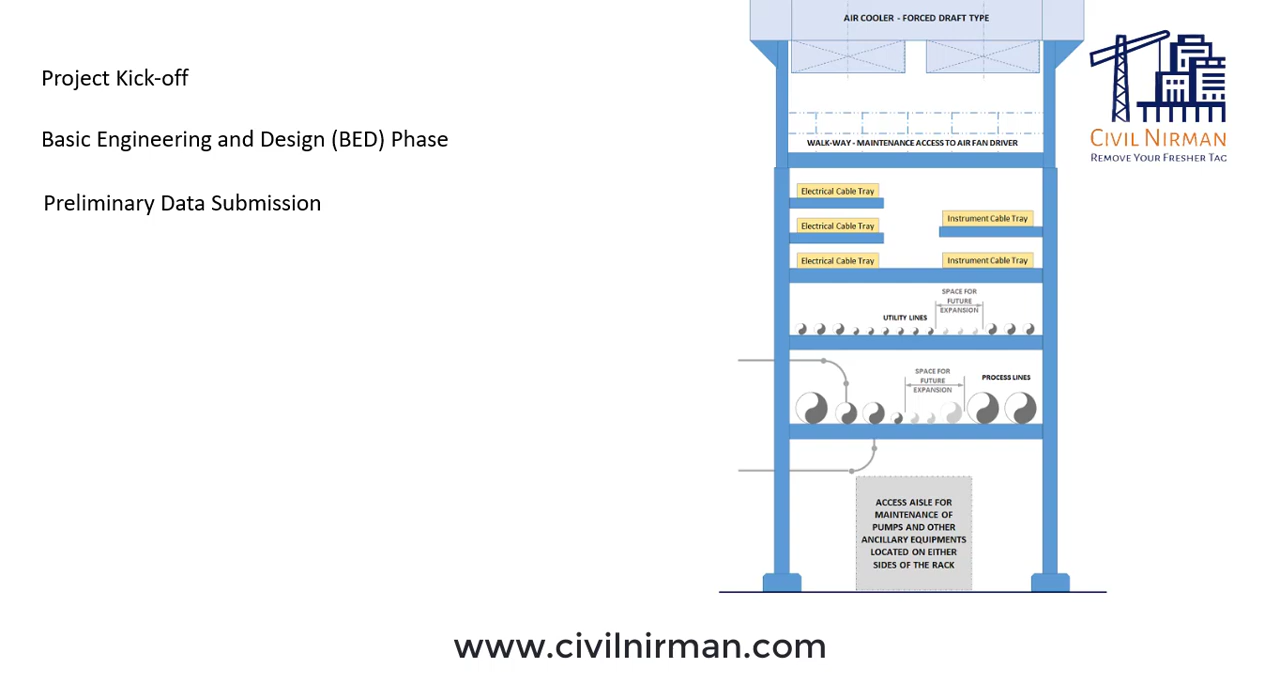 Project Kick-off
Basic Engineering and Design (BED) Phase
Preliminary Data Submission
AIR COOLER - FORCED DRAFT TYPE
WALK-WAY - MAINTENANCE ACCESS TO AIR FAN DRIVER
Electrical Cable Tray
Instrument Cable Tray
Electrical Cable Tray
Electrical Cable Tray
Instrument Cable Tray
SPACE FOR
FUTURE
EXPANSION
UTILITY LINES
SPACE FOR
FUTURE
EXPANSION
PROCESS LINES
ACCESS AISLE FOR
MAINTENANCE OF
PUMPS AND OTHER
ANCILLARY EQUIPMENTS
LOCATED ON EITHER
SIDES OF THE RACK
CIVIL NIRMAN
REMOVE YOUR FRESHER TAG
www.civilnirman.com